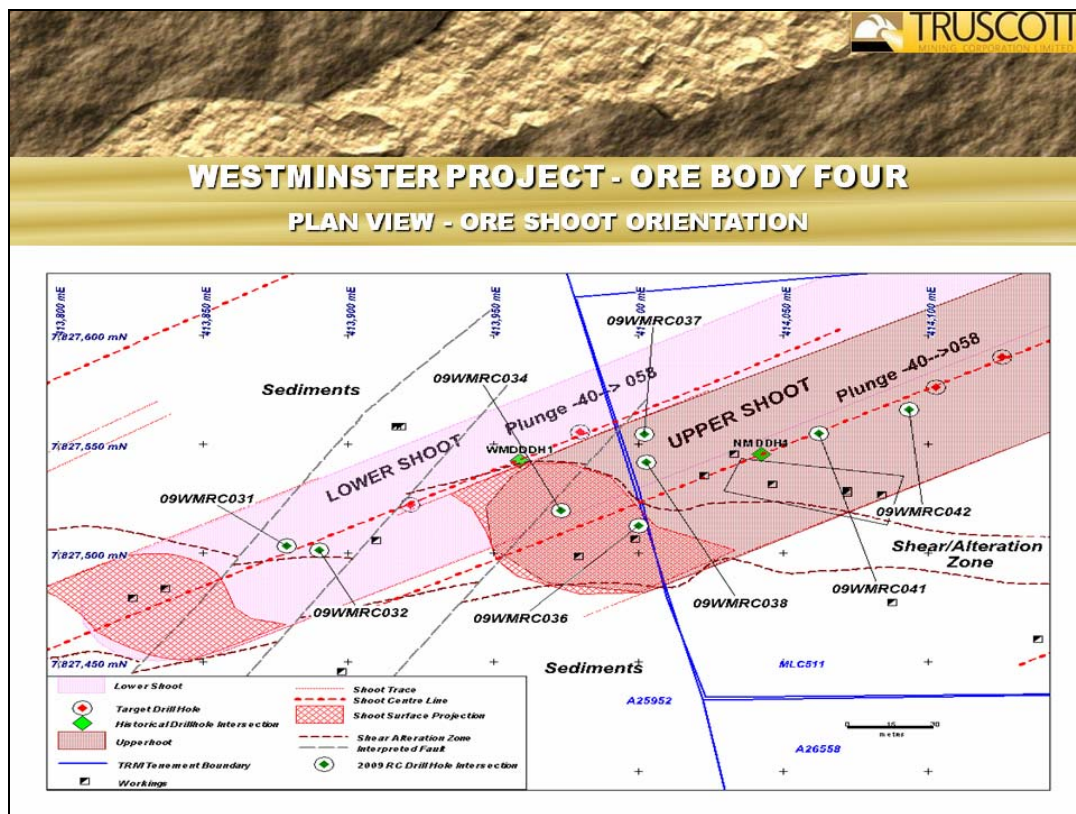 TRUSCOTT
MINING CORPORATION LIMITED
WESTMINSTER PROJECT - ORE BODY FOUR
PLAN VIEW - ORE SHOOT ORIENTATION
413,800 mE
413,850 mE
413,900 mE
413,950 mE
414,050 mE
414,100 mE
7,827,600 mN
09WMRC037
Sediments
09WMRC034
Plunge -40--> 058
UPPER SHOOT
Plunge -40-->058
7,827,550 mN
LOWER SHOOT
WMDDDH1
NMDDH1
09WMRC031
09WMRC042
7,827,500 mN
Shear/Alteration
Zone
09WMRC032
09WMRC036
09WMRC038
09WMRC041
7,827,450 mN
Sediments
MLC511
A25952
A26558
Lower Shoot
Target Drill Hole
Historical Drillhole Intersection
Upperhoot
TRM Tenement Boundary
Workings
Shoot Trace
Shoot Centre Line
Shoot Surface Projection
Shear Alteration Zone
Interpreted Fault
2009 RC Drill Hole Intersection
0 15 30
metres